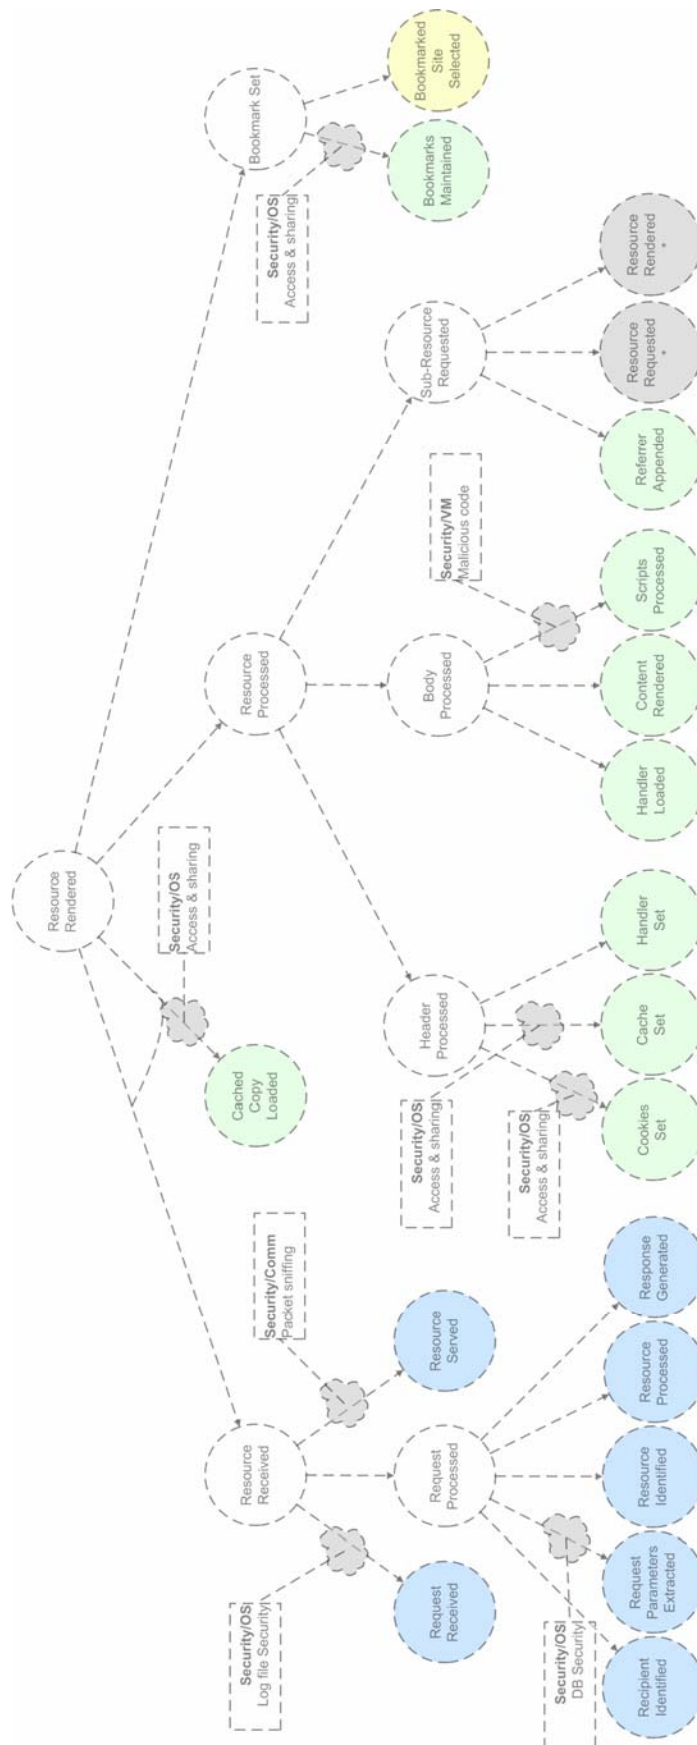 Resource
Rendered
Security/OS
Access & sharing
Resource
Received
Cached
Copy
Loaded
Resource
Processed
Bookmark Set
Security/OS
Log file Security
Security/Comm
Packet sniffing
Security/OS
Access & sharing
Request
Received
Request
Processed
Resource
Served
Security/OS
Access & sharing
Header
Processed
Body
Processed
Security/VM
Malicious code
Sub-Resource
Requested
Bookmarks
Maintained
Bookmarked
Site
Selected
Security/OS
DB Security
Security/OS
Access & sharing
Recipient
Identified
Request
Parameters
Extracted
Resource
Identified
Resource
Processed
Response
Generated
Cookies
Set
Cache
Set
Handler
Set
Handler
Loaded
Content
Rendered
Scripts
Processed
Referrer
Appended
Resource
Requested
*
Resource
Rendered
*